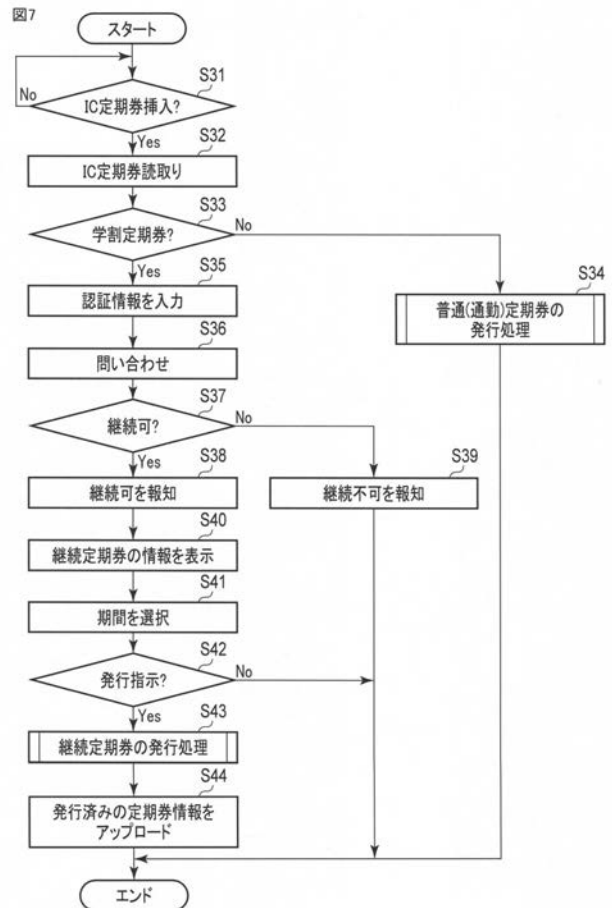 図7
スタート
S31
No
IC定期券挿入?
Yes
S32
IC定期券読取り
S33
No
学割定期券?
Yes
S34
普通(通勤)定期券の
発行処理
S35
認証情報を入力
S36
問い合わせ
S37
No
継続可?
Yes
S38
継続可を報知
S39
継続不可を報知
S40
継続定期券の情報を表示
S41
期間を選択
S42
No
発行指示?
Yes
S43
継続定期券の発行処理
S44
発行済みの定期券情報を
アップロード
エンド